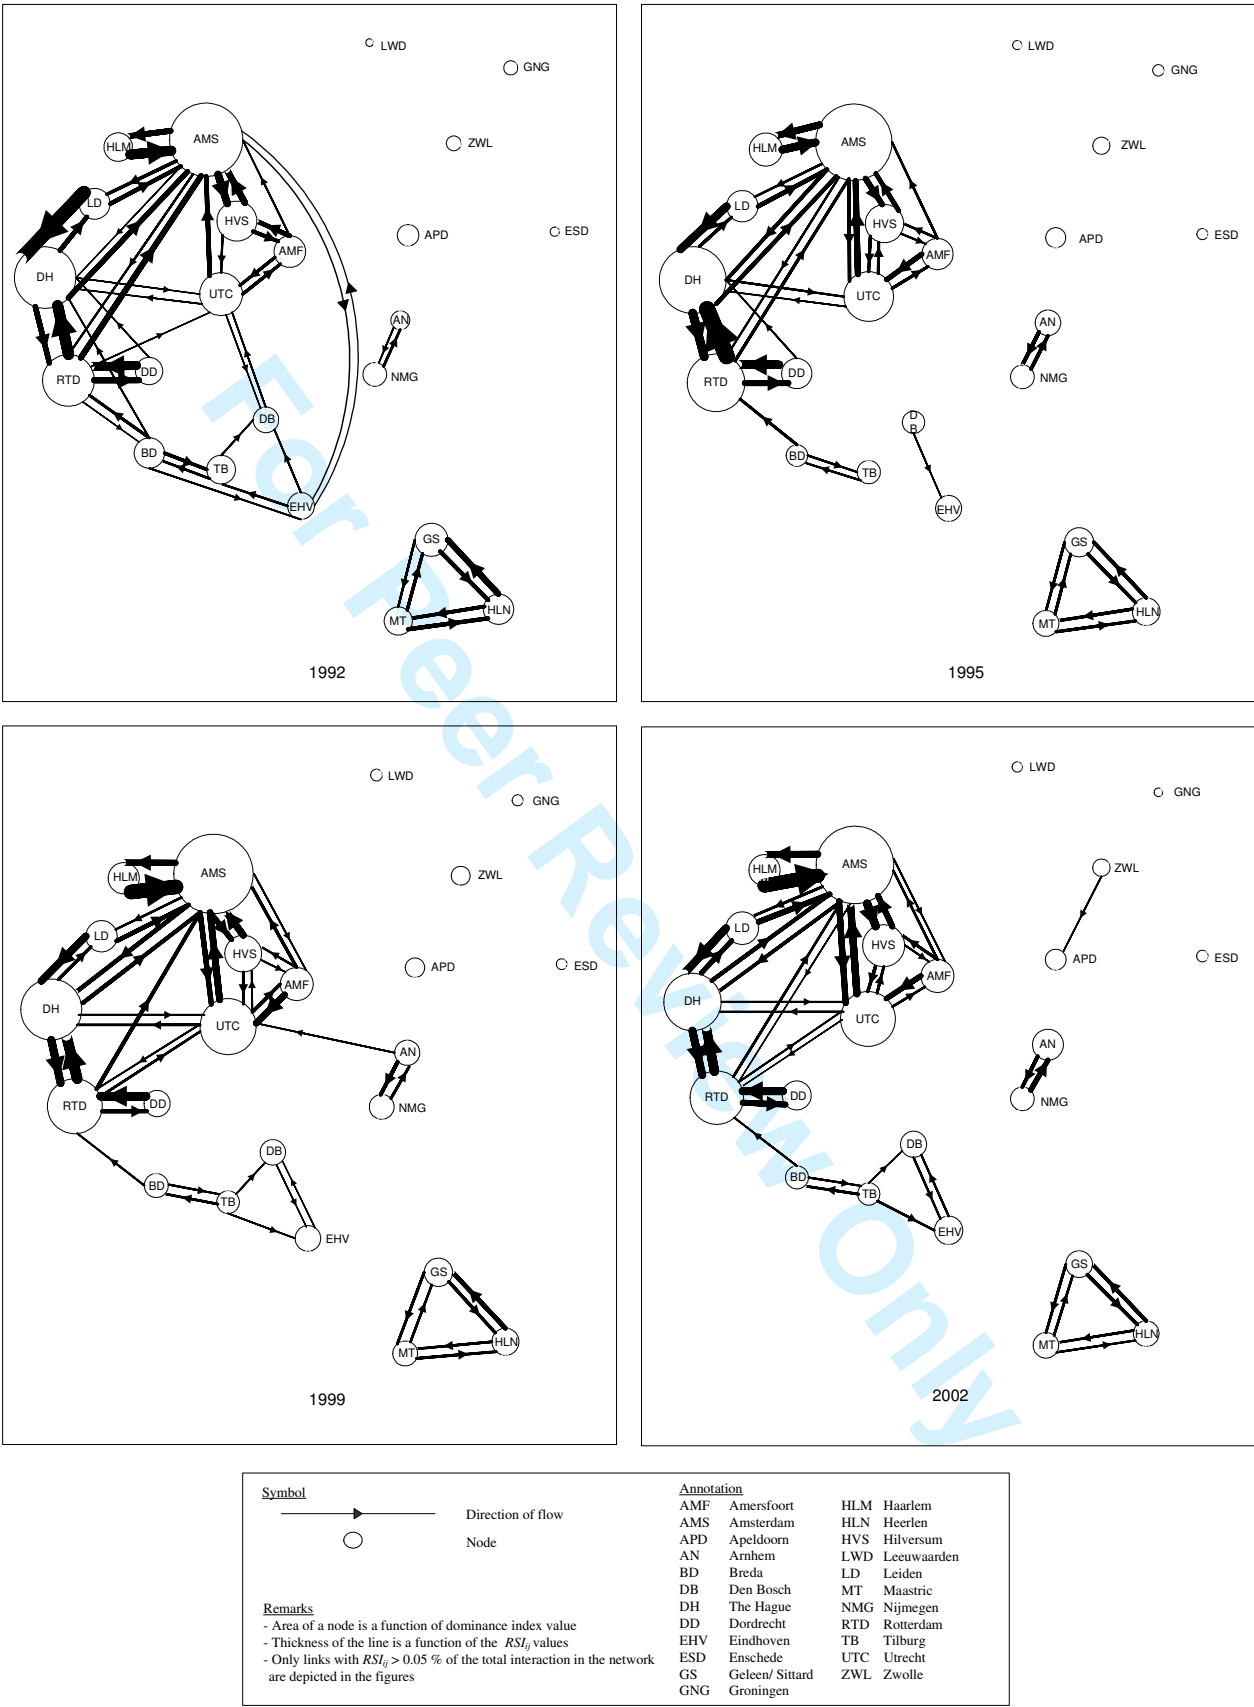 LWD
GNG
AMS
HLM
ZWL
LD
HVS
APD
ESD
AMF
DH
UTC
AN
RTD
DD
NMG
DB
BD
TB
EHV
GS
MT
HLN
1992
LWD
GNG
AMS
HLM
ZWL
LD
HVS
APD
ESD
AMF
DH
UTC
AN
RTD
DD
NMG
D
B
BD
TB
EHV
GS
MT
HLN
1995
LWD
GNG
AMS
HLM
ZWL
LD
HVS
APD
ESD
AMF
DH
UTC
AN
RTD
DD
NMG
DB
BD
TB
EHV
GS
MT
HLN
1999
LWD
GNG
AMS
HLM
ZWL
LD
HVS
APD
ESD
AMF
DH
UTC
AN
RTD
DD
NMG
DB
BD
TB
EHV
GS
MT
HLN
2002
For Peer Review Only
Symbol
Direction of flow
Node
Remarks
- Area of a node is a function of dominance index value
- Thickness of the line is a function of the RSIij values
- Only links with RSIij > 0.05 % of the total interaction in the network
are depicted in the figures
Annotation
AMF Amersfoort HLM Haarlem
AMS Amsterdam HLN Heerlen
APD Apeldoorn HVS Hilversum
AN Arnhem LWD Leeuwaarden
BD Breda LD Leiden
DB Den Bosch MT Maastric
DH The Hague NMG Nijmegen
DD Dordrecht RTD Rotterdam
EHV Eindhoven TB Tilburg
ESD Enschede UTC Utrecht
GS Geleen/ Sittard ZWL Zwolle
GNG Groningen